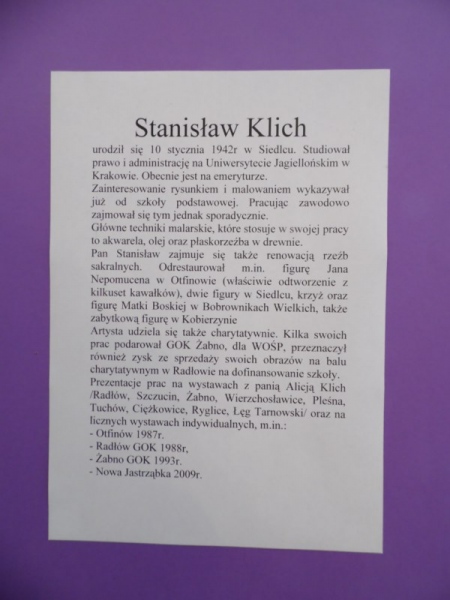 Stanisław Klich
urodził się 10 stycznia 1942r w Siedlcu. Studiował
prawo i administrację na Uniwersytecie Jagiellońskim w
Krakowie. Obecnie jest na emeryturze.
Zainteresowanie rysunkiem i malowaniem wykazywał
już od szkoły podstawowej. Pracując zawodowo
zajmował się tym jednak sporadycznie.
Główne techniki malarskie, które stosuje w swojej pracy
to akwarela, olej oraz płaskorzeźba w drewnie.
Pan Stanisław zajmuje się także renowacją rzeźb
sakralnych. Odrestaurował m.in. figurę Jana
Nepomucena w Otfinowie (właściwie odtworzenie z
kilkuset kawałków), dwie figury w Siedlcu, krzyż oraz
figurę Matki Boskiej w Bobrownikach Wielkich, także
zabytkową figurę w Kobierzynie
Artysta udziela się także charytatywnie. Kilka swoich
prac podarował GOK Żabno, dla WOŚP, przeznaczył
również zysk ze sprzedaży swoich obrazów na balu
charytatywnym w Radłowie na dofinansowanie szkoły.
Prezentacje prac na wystawach z panią Alicją Klich
/Radłów, Szczucin, Żabno, Wierzchosławice, Pleśna,
Tuchów, Ciężkowice, Ryglice, Łęg Tarnowski/ oraz na
licznych wystawach indywidualnych, m.in.:
- Otfinów 1987r.
- Radłów GOK 1988r,
- Żabno GOK 1993r.
- Nowa Jastrząbka 2009r.